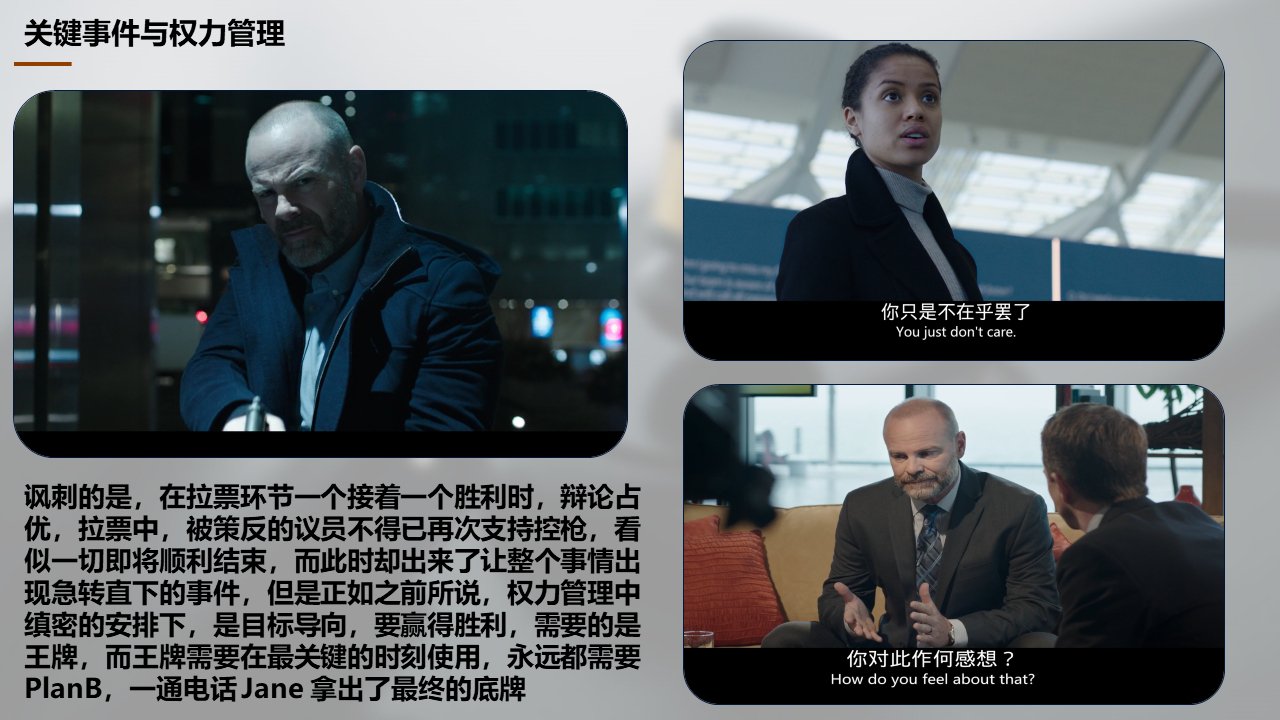 关键事件与权力管理
讽刺的是，在拉票环节一个接着一个胜利时，辩论占
优，拉票中，被策反的议员不得已再次支持控枪，看
似一切即将顺利结束，而此时却出来了让整个事情出
现急转直下的事件，但是正如之前所说，权力管理中
缜密的安排下，是目标导向，要赢得胜利，需要的是
王牌，而王牌需要在最关键的时刻使用，永远都需要
PlanB，一通电话Jane 拿出了最终的底牌
你只是不在乎罢了
You just don't care.
你对此作何感想？
How do you feel about that?